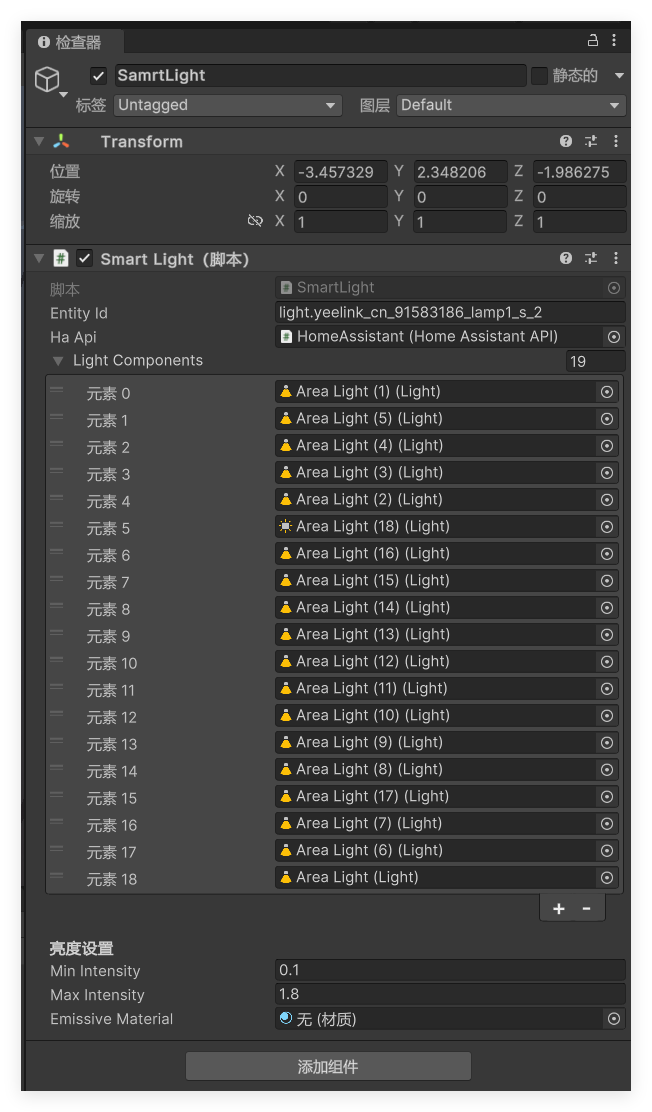 检查器
SamrtLight 静态的
标签 Untagged 图层 Default
Transform
位置 X -3.457329 Y 2.348206 Z -1.986275
旋转 X 0 Y 0 Z 0
缩放 X 1 Y 1 Z 1
# Smart Light（脚本）
脚本 # SmartLight
Entity Id light.yeelink_cn_91583186_lamp1_s_2
Ha Api # HomeAssistant (Home Assistant API)
Light Components 19
元素 0 Area Light (1) (Light)
元素 1 Area Light (5) (Light)
元素 2 Area Light (4) (Light)
元素 3 Area Light (3) (Light)
元素 4 Area Light (2) (Light)
元素 5 Area Light (18) (Light)
元素 6 Area Light (16) (Light)
元素 7 Area Light (15) (Light)
元素 8 Area Light (14) (Light)
元素 9 Area Light (13) (Light)
元素 10 Area Light (12) (Light)
元素 11 Area Light (11) (Light)
元素 12 Area Light (10) (Light)
元素 13 Area Light (9) (Light)
元素 14 Area Light (8) (Light)
元素 15 Area Light (17) (Light)
元素 16 Area Light (7) (Light)
元素 17 Area Light (6) (Light)
元素 18 Area Light (Light)
+ -
亮度设置
Min Intensity 0.1
Max Intensity 1.8
Emissive Material 无 (材质)
添加组件